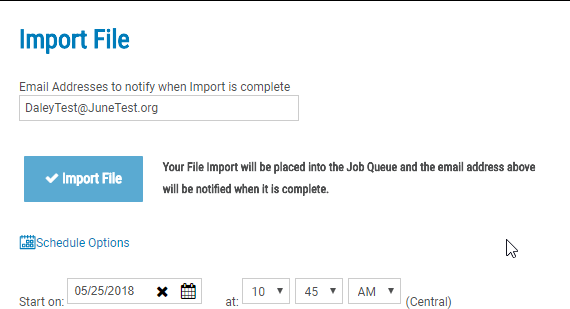 Import File
Email Addresses to notify when Import is complete
DaleyTest@JuneTest.org
Import File
Your File Import will be placed into the Job Queue and the email address above
will be notified when it is complete.
Schedule Options
Start on: 05/25/2018 at: 10 45 AM (Central)